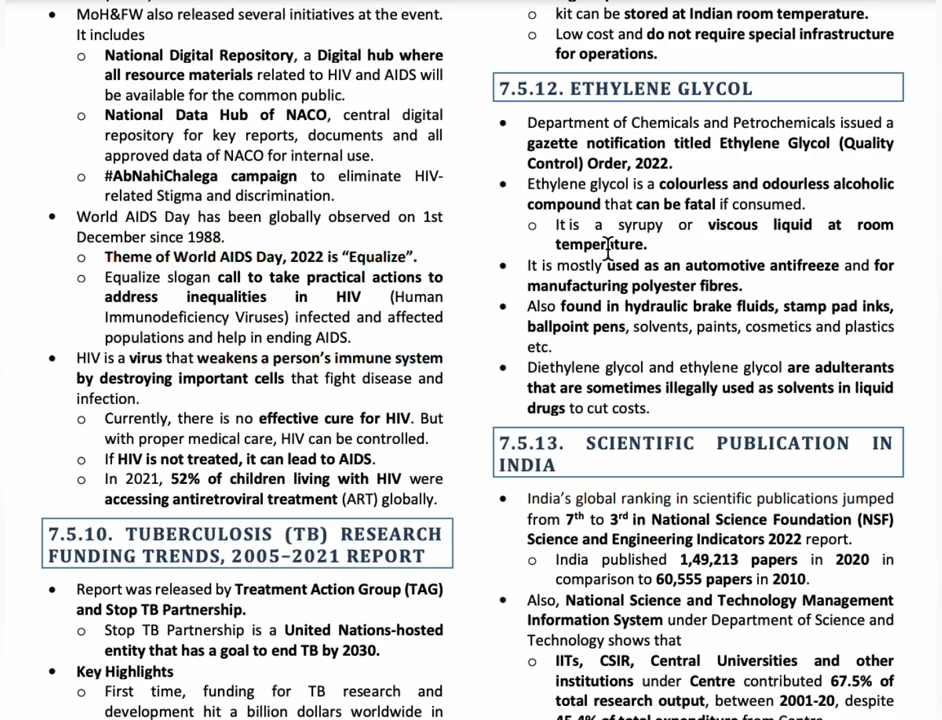 • MoH&FW also released several initiatives at the event.
It includes
o National Digital Repository, a Digital hub where
all resource materials related to HIV and AIDS will
be available for the common public.
o National Data Hub of NACO, central digital
repository for key reports, documents and all
approved data of NACO for internal use.
o #AbNahiChalega campaign to eliminate HIV-
related Stigma and discrimination.
• World AIDS Day has been globally observed on 1st
December since 1988.
o Theme of World AIDS Day, 2022 is “Equalize”.
o Equalize slogan call to take practical actions to
address inequalities in HIV (Human
Immunodeficiency Viruses) infected and affected
populations and help in ending AIDS.
• HIV is a virus that weakens a person’s immune system
by destroying important cells that fight disease and
infection.
o Currently, there is no effective cure for HIV. But
with proper medical care, HIV can be controlled.
o If HIV is not treated, it can lead to AIDS.
o In 2021, 52% of children living with HIV were
accessing antiretroviral treatment (ART) globally.
7.5.10. TUBERCULOSIS (TB) RESEARCH
FUNDING TRENDS, 2005–2021 REPORT
• Report was released by Treatment Action Group (TAG)
and Stop TB Partnership.
o Stop TB Partnership is a United Nations-hosted
entity that has a goal to end TB by 2030.
• Key Highlights
o First time, funding for TB research and
development hit a billion dollars worldwide in
o kit can be stored at Indian room temperature.
o Low cost and do not require special infrastructure
for operations.
7.5.12. ETHYLENE GLYCOL
• Department of Chemicals and Petrochemicals issued a
gazette notification titled Ethylene Glycol (Quality
Control) Order, 2022.
• Ethylene glycol is a colourless and odourless alcoholic
compound that can be fatal if consumed.
o It is a syrupy or viscous liquid at room
temperature.
• It is mostly used as an automotive antifreeze and for
manufacturing polyester fibres.
• Also found in hydraulic brake fluids, stamp pad inks,
ballpoint pens, solvents, paints, cosmetics and plastics
etc.
• Diethylene glycol and ethylene glycol are adulterants
that are sometimes illegally used as solvents in liquid
drugs to cut costs.
7.5.13. SCIENTIFIC PUBLICATION IN
INDIA
• India’s global ranking in scientific publications jumped
from 7th to 3rd in National Science Foundation (NSF)
Science and Engineering Indicators 2022 report.
o India published 1,49,213 papers in 2020 in
comparison to 60,555 papers in 2010.
• Also, National Science and Technology Management
Information System under Department of Science and
Technology shows that
o IITs, CSIR, Central Universities and other
institutions under Centre contributed 67.5% of
total research output, between 2001-20, despite
45.4% of total expenditure from Centre